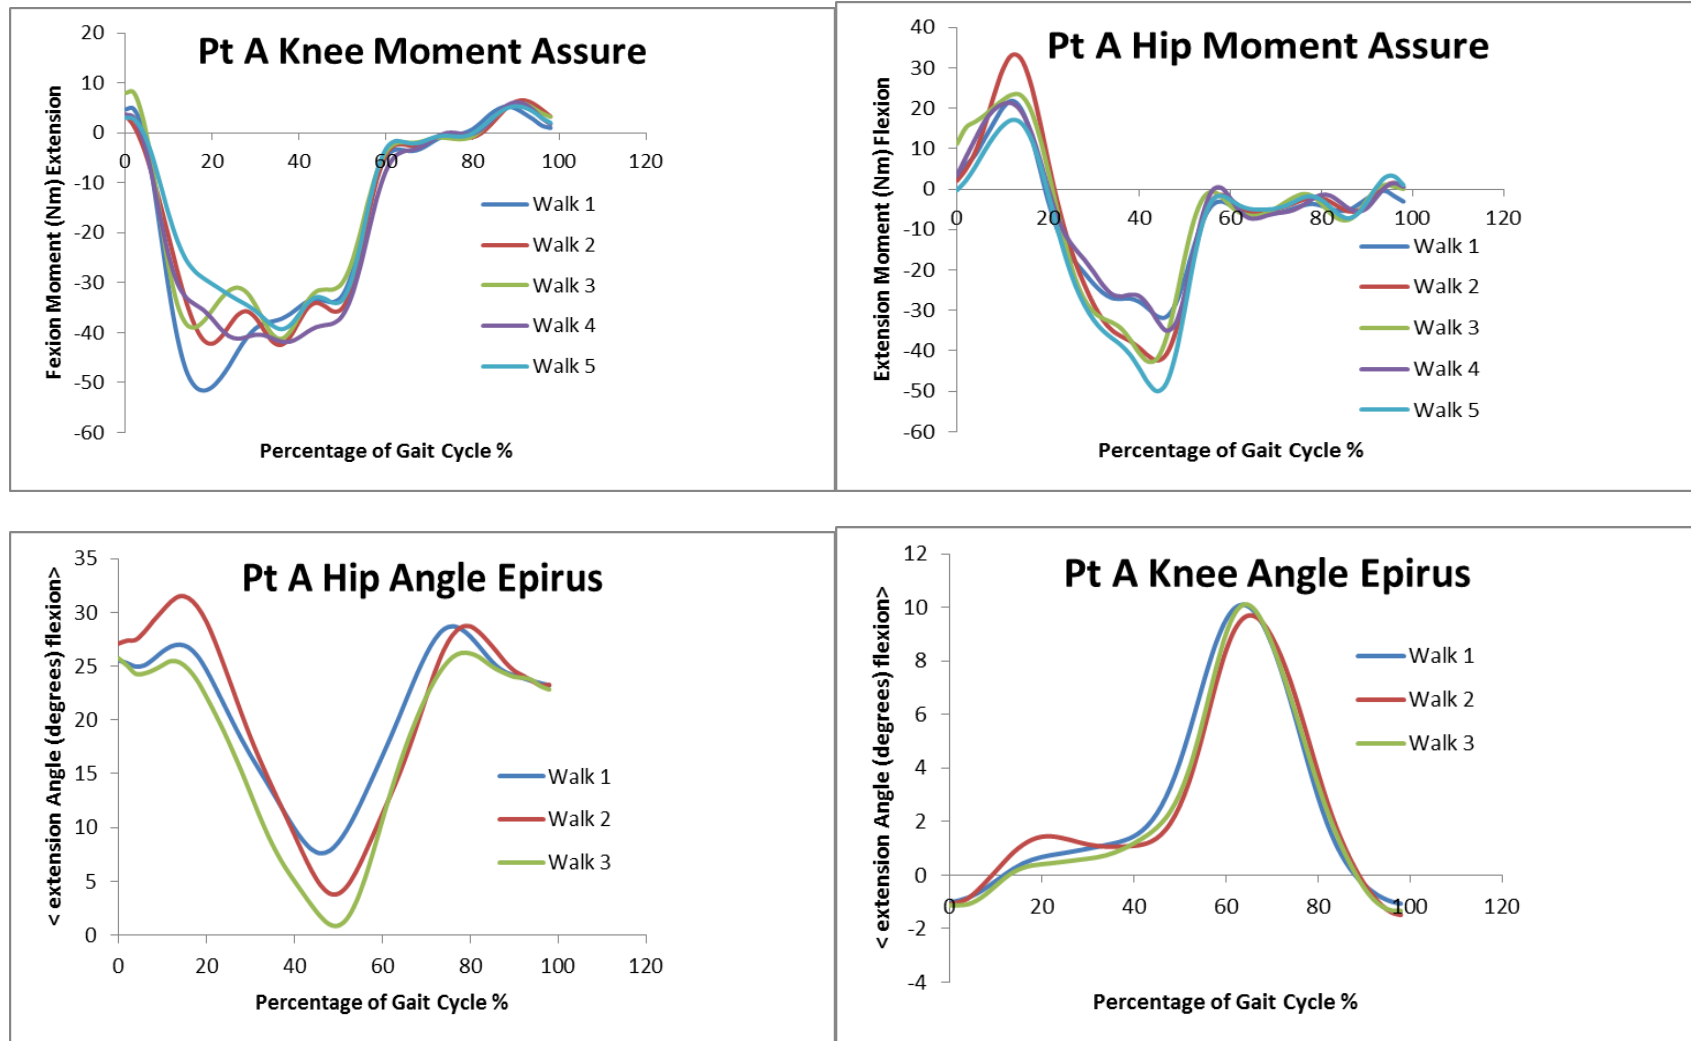 Pt A Knee Moment Assure
Fexion Moment (Nm) Extension
20
10
0
-10
-20
-30
-40
-50
-60
0 20 40 60 80 100 120
Walk 1
Walk 2
Walk 3
Walk 4
Walk 5
Percentage of Gait Cycle %
Pt A Hip Moment Assure
Extension Moment (Nm) Flexion
40
30
20
10
0
-10
-20
-30
-40
-50
-60
0 20 40 60 80 100 120
Walk 1
Walk 2
Walk 3
Walk 4
Walk 5
Percentage of Gait Cycle %
Pt A Hip Angle Epirus
< extension Angle (degrees) flexion>
35
30
25
20
15
10
5
0
0 20 40 60 80 100 120
Walk 1
Walk 2
Walk 3
Percentage of Gait Cycle %
Pt A Knee Angle Epirus
< extension Angle (degrees) flexion>
12
10
8
6
4
2
0
-2
-4
0 20 40 60 80 100 120
Walk 1
Walk 2
Walk 3
Percentage of Gait Cycle %